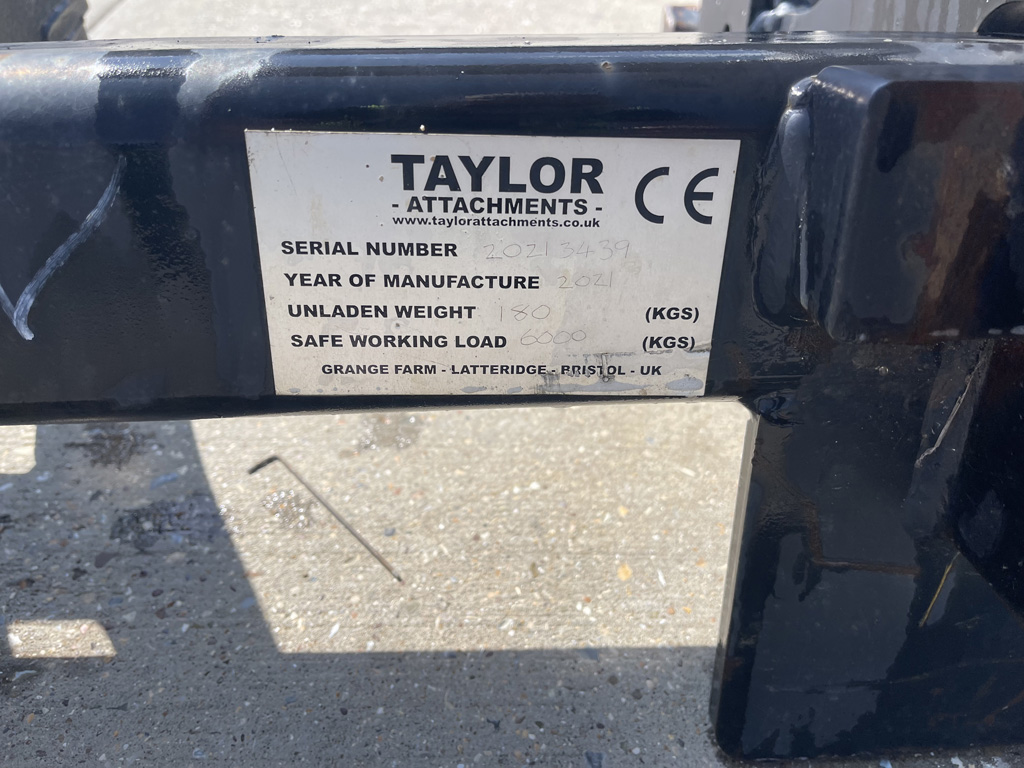 TAYLOR
- ATTACHMENTS -
www.taylorattachments.co.uk
CE
SERIAL NUMBER 20213439
YEAR OF MANUFACTURE 2021
UNLADEN WEIGHT 180 (KGS)
SAFE WORKING LOAD 6000 (KGS)
GRANGE FARM - LATTERIDGE - BRISTOL - UK